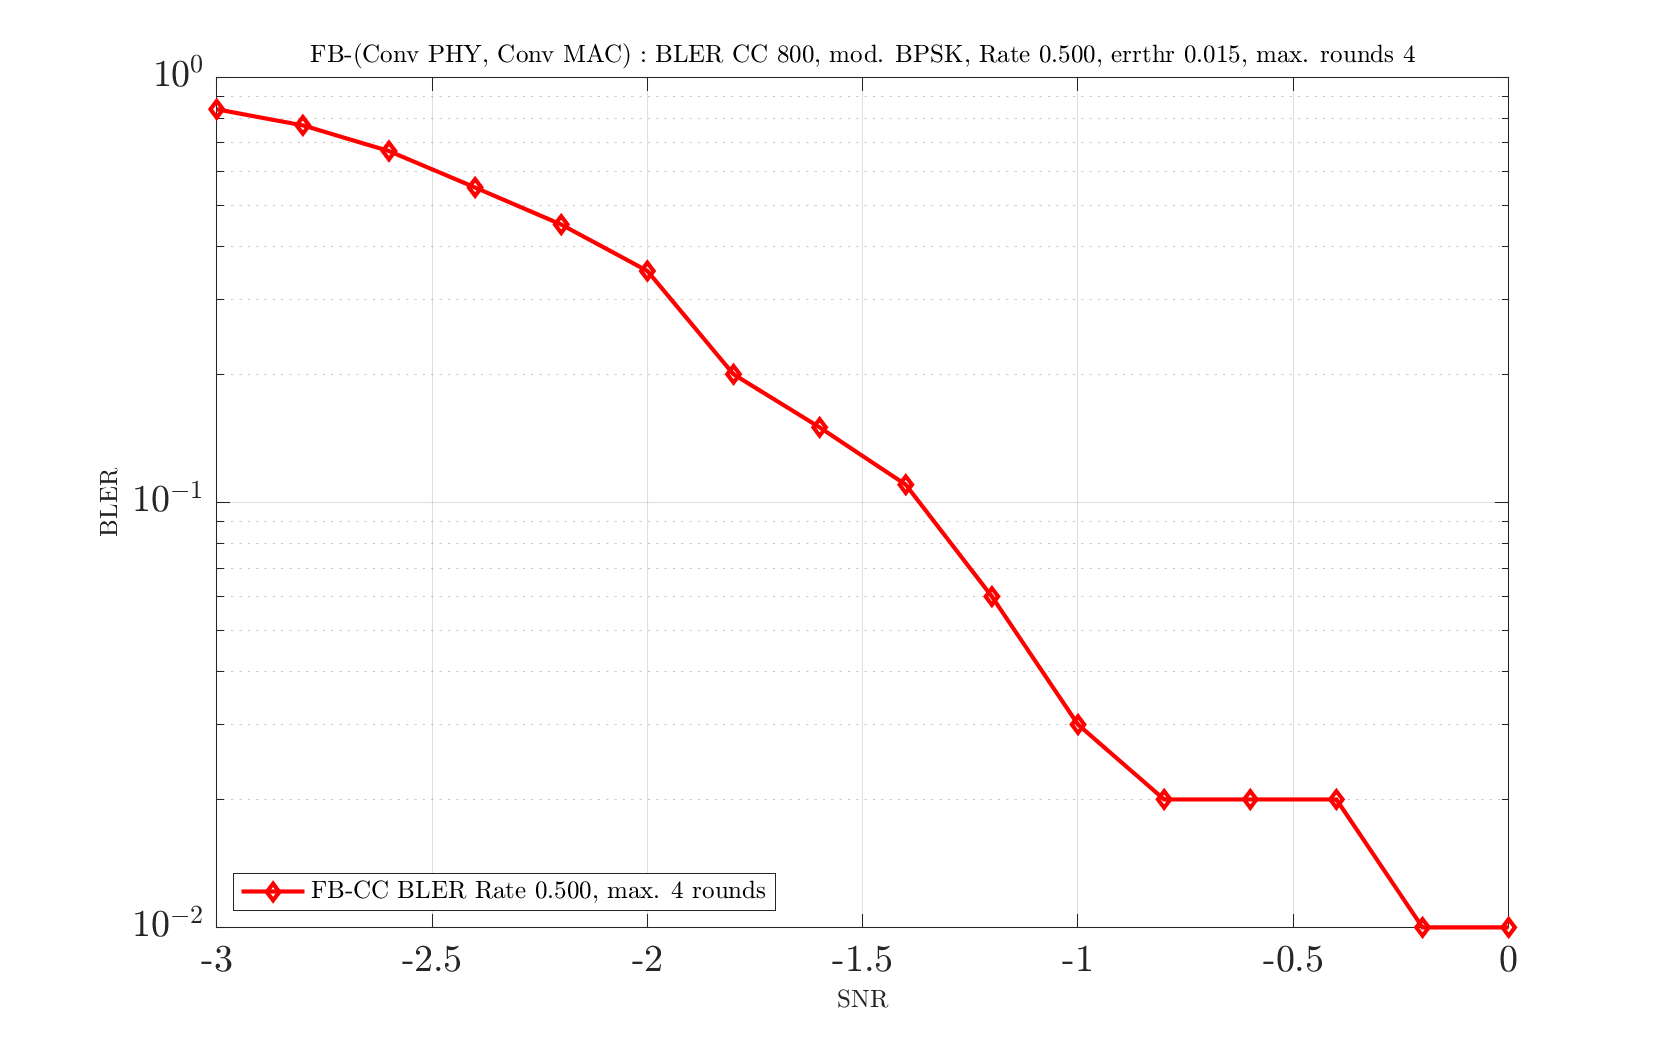 FB-(Conv PHY, Conv MAC) : BLER CC 800, mod. BPSK, Rate 0.500, errthr 0.015, max. rounds 4
10^0
10^-1
10^-2
BLER
FB-CC BLER Rate 0.500, max. 4 rounds
-3 -2.5 -2 -1.5 -1 -0.5 0
SNR